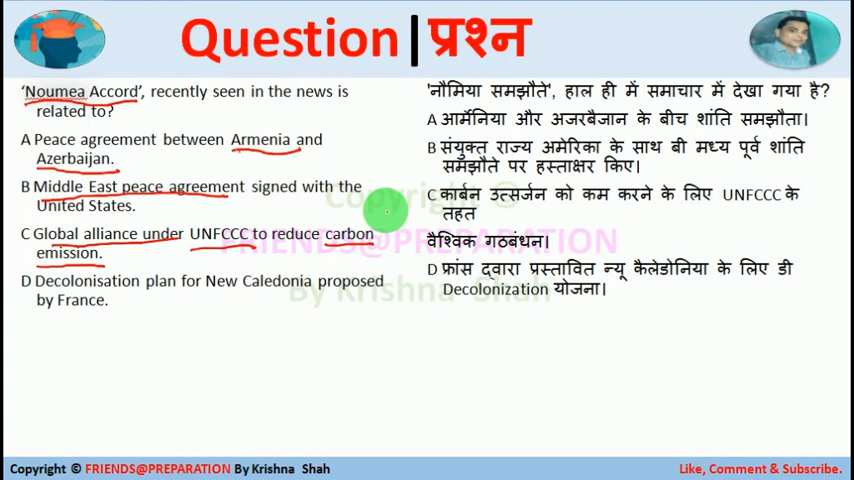 Question|प्रश्न
‘Noumea Accord’, recently seen in the news is
related to?
A Peace agreement between Armenia and
Azerbaijan.
B Middle East peace agreement signed with the
United States.
C Global alliance under UNFCCC to reduce carbon
emission.
D Decolonisation plan for New Caledonia proposed
by France.
'नौमिया समझौते', हाल ही में समाचार में देखा गया है?
A आर्मेनिया और अजरबैजान के बीच शांति समझौता।
B संयुक्त राज्य अमेरिका के साथ बी मध्य पूर्व शांति
समझौते पर हस्ताक्षर किए।
C कार्बन उत्सर्जन को कम करने के लिए UNFCCC के
तहत
वैश्विक गठबंधन।
D फ्रांस द्वारा प्रस्तावित न्यू कैलेडोनिया के लिए डी
Decolonization योजना।
Copyright ©
FRIENDS@PREPARATION
By Krishna Shah
Copyright © FRIENDS@PREPARATION By Krishna Shah
Like, Comment & Subscribe.